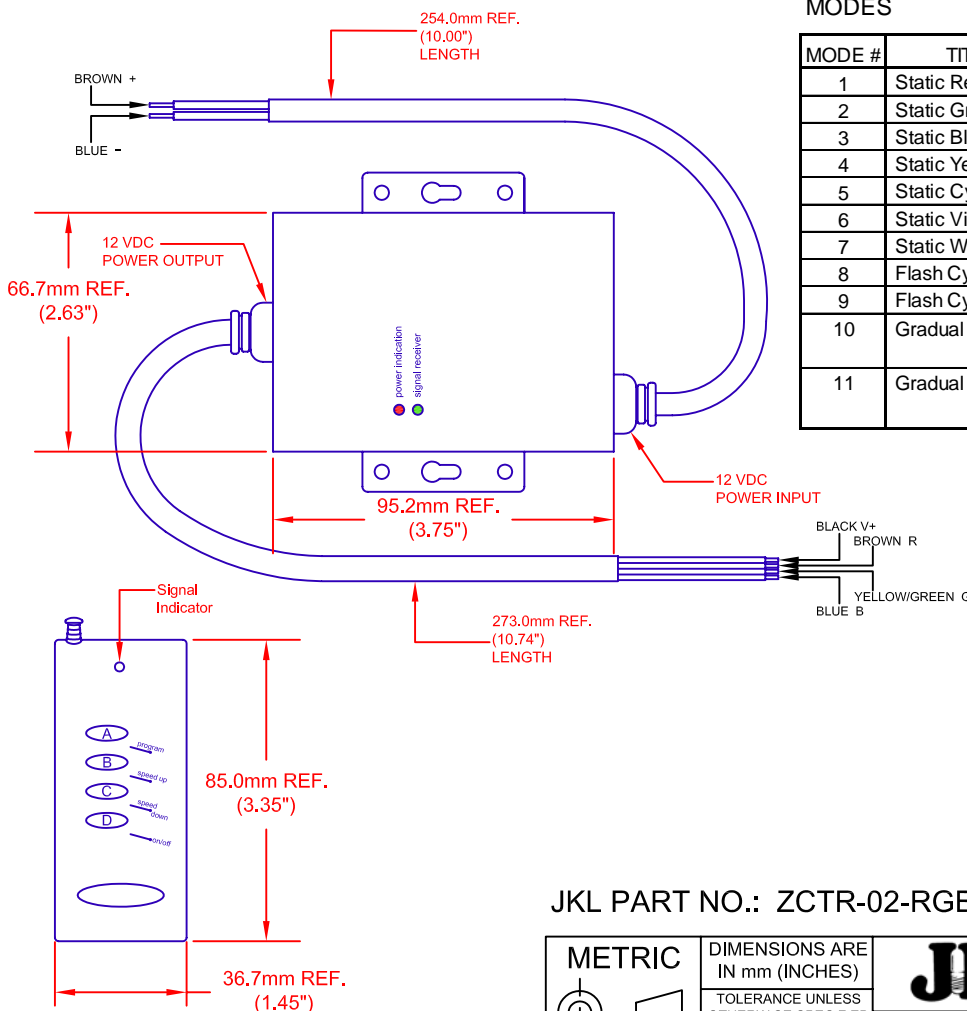 254.0mm REF.
(10.00")
LENGTH
BROWN +
BLUE -
12 VDC
POWER OUTPUT
66.7mm REF.
(2.63")
power indication
signal receiver
95.2mm REF.
(3.75")
12 VDC
POWER INPUT
BLACK V+
BROWN R
YELLOW/GREEN G
BLUE B
273.0mm REF.
(10.74")
LENGTH
Signal
Indicator
A
program
B
speed up
C
speed
down
D
on/off
85.0mm REF.
(3.35")
36.7mm REF.
(1.45")
MODES
MODE # TIT
1 Static Re
2 Static Gr
3 Static Bl
4 Static Ye
5 Static Cy
6 Static Vi
7 Static W
8 Flash Cy
9 Flash Cy
10 Gradual
11 Gradual
JKL PART NO.: ZCTR-02-RGB
METRIC
DIMENSIONS ARE
IN mm (INCHES)
TOLERANCE UNLESS